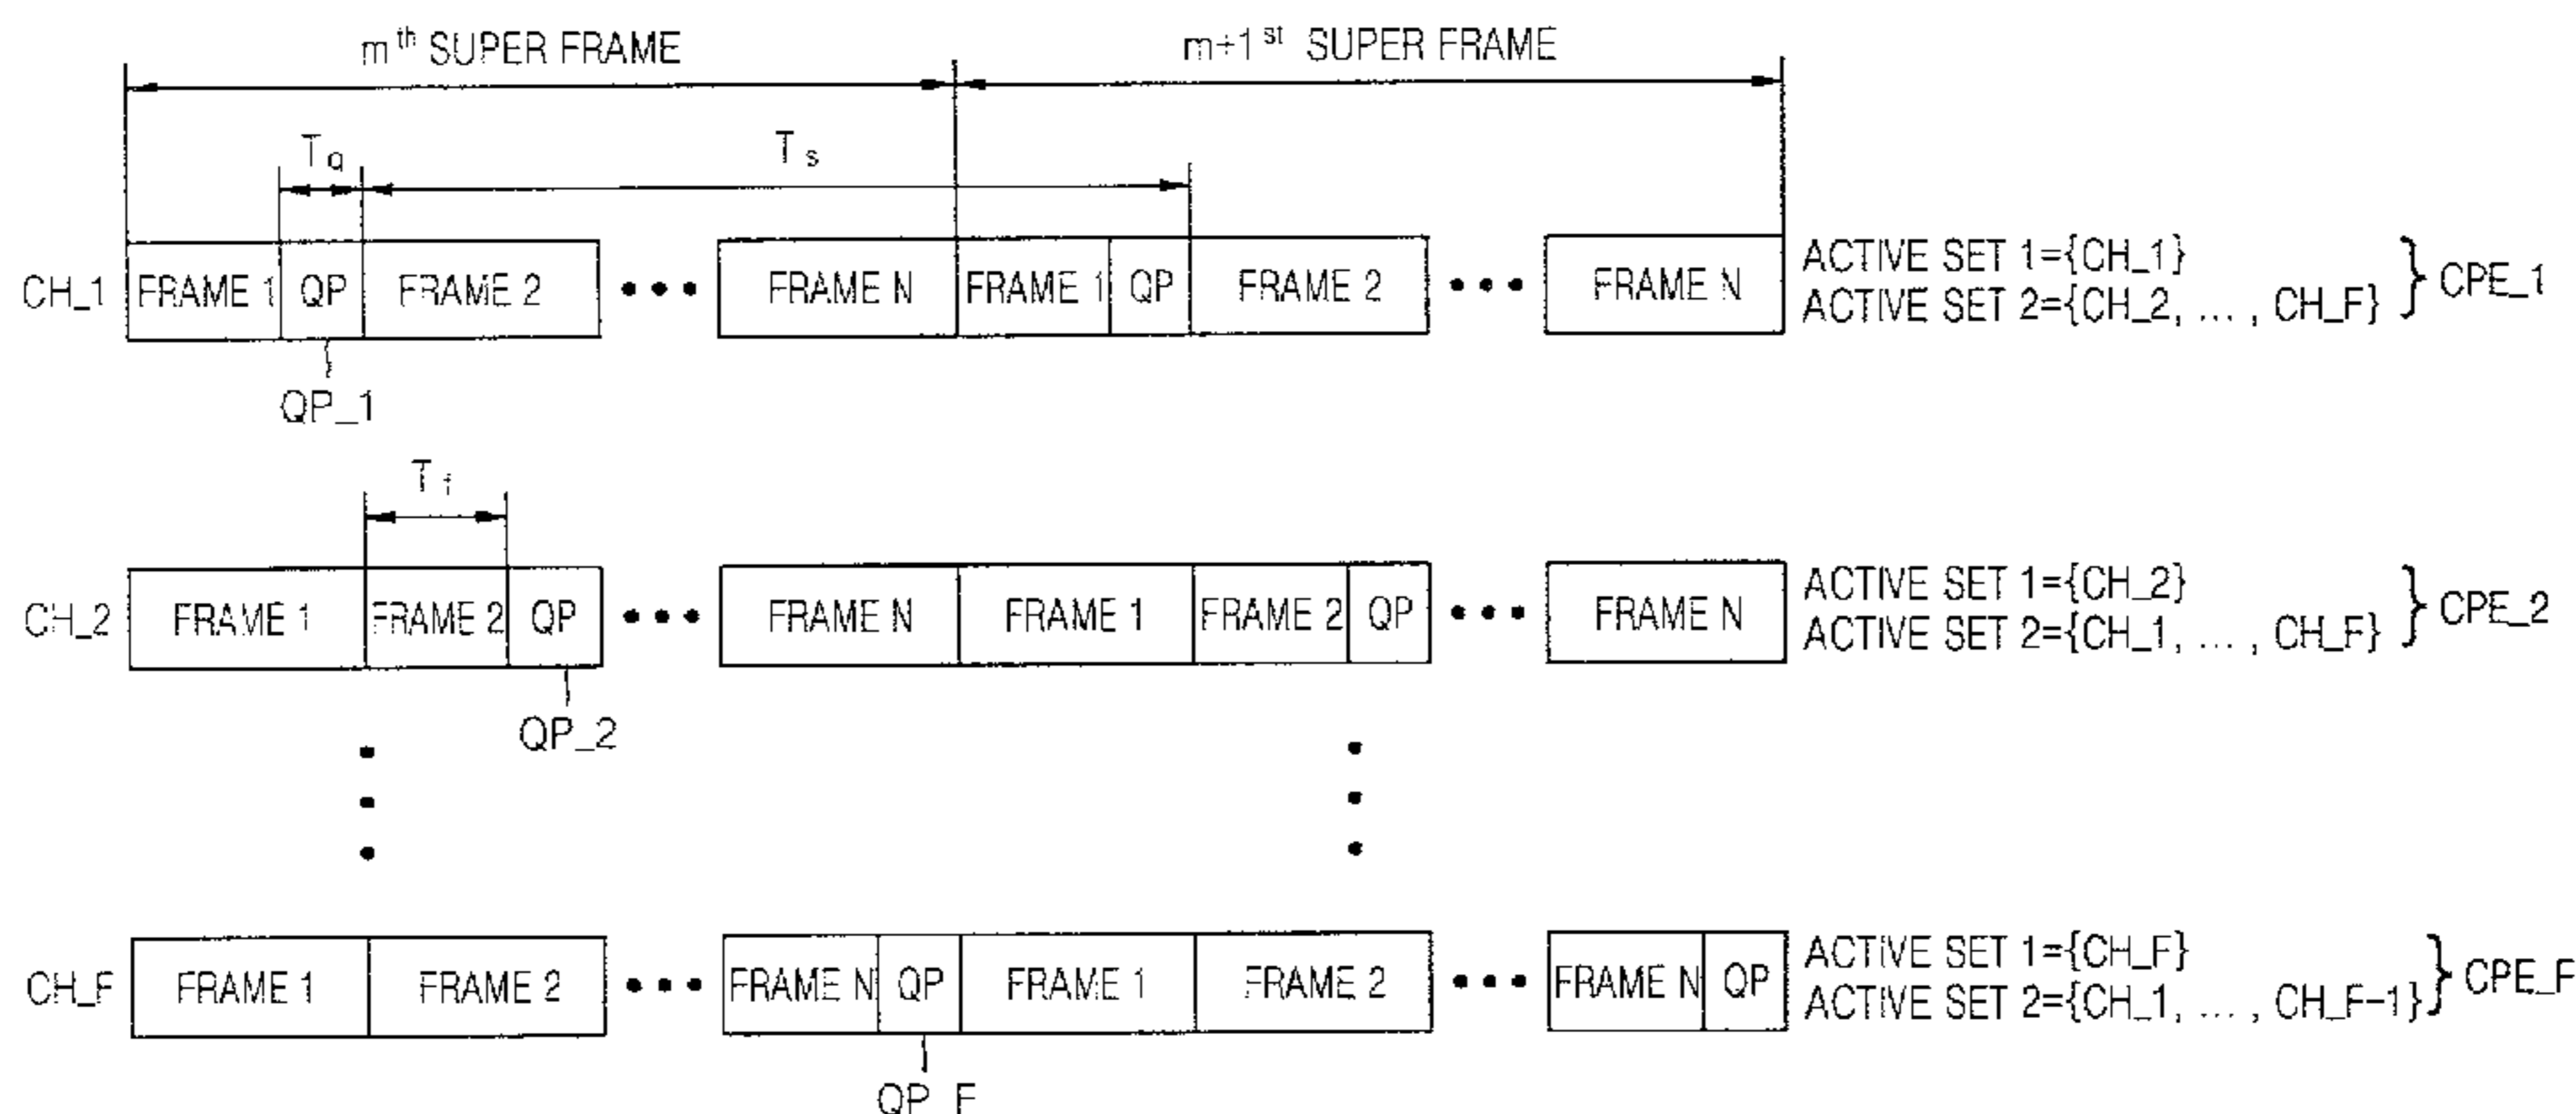 mth SUPER FRAME
m+1st SUPER FRAME
Tq
Ts
CH_1
FRAME 1
QP
FRAME 2
FRAME N
FRAME 1
QP
FRAME 2
FRAME N
ACTIVE SET 1={CH_1}
ACTIVE SET 2={CH_2, ... , CH_F}
CPE_1
QP_1
Tf
CH_2
FRAME 1
FRAME 2
QP
FRAME N
FRAME 1
FRAME 2
QP
FRAME N
ACTIVE SET 1={CH_2}
ACTIVE SET 2={CH_1, ... , CH_F}
CPE_2
QP_2
CH_F
FRAME 1
FRAME 2
FRAME N
QP
FRAME 1
FRAME 2
FRAME N
QP
ACTIVE SET 1={CH_F}
ACTIVE SET 2={CH_1, ... , CH_F-1}
CPE_F
QP_F